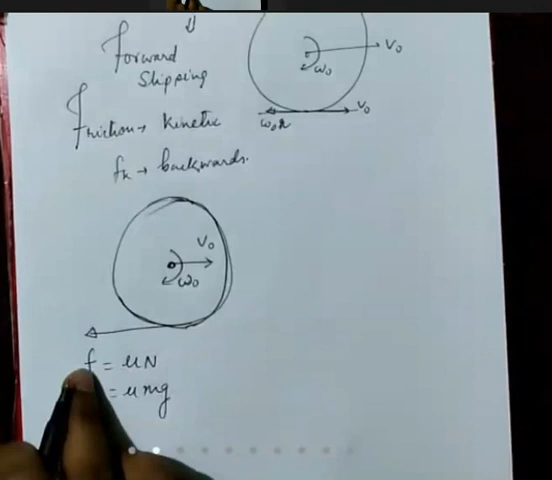 ⇓
Forward
Slipping
V₀
ω₀
ω₀r
V₀
Friction → Kinetic
fk → backwards.
V₀
ω₀
f = μN
= μmg